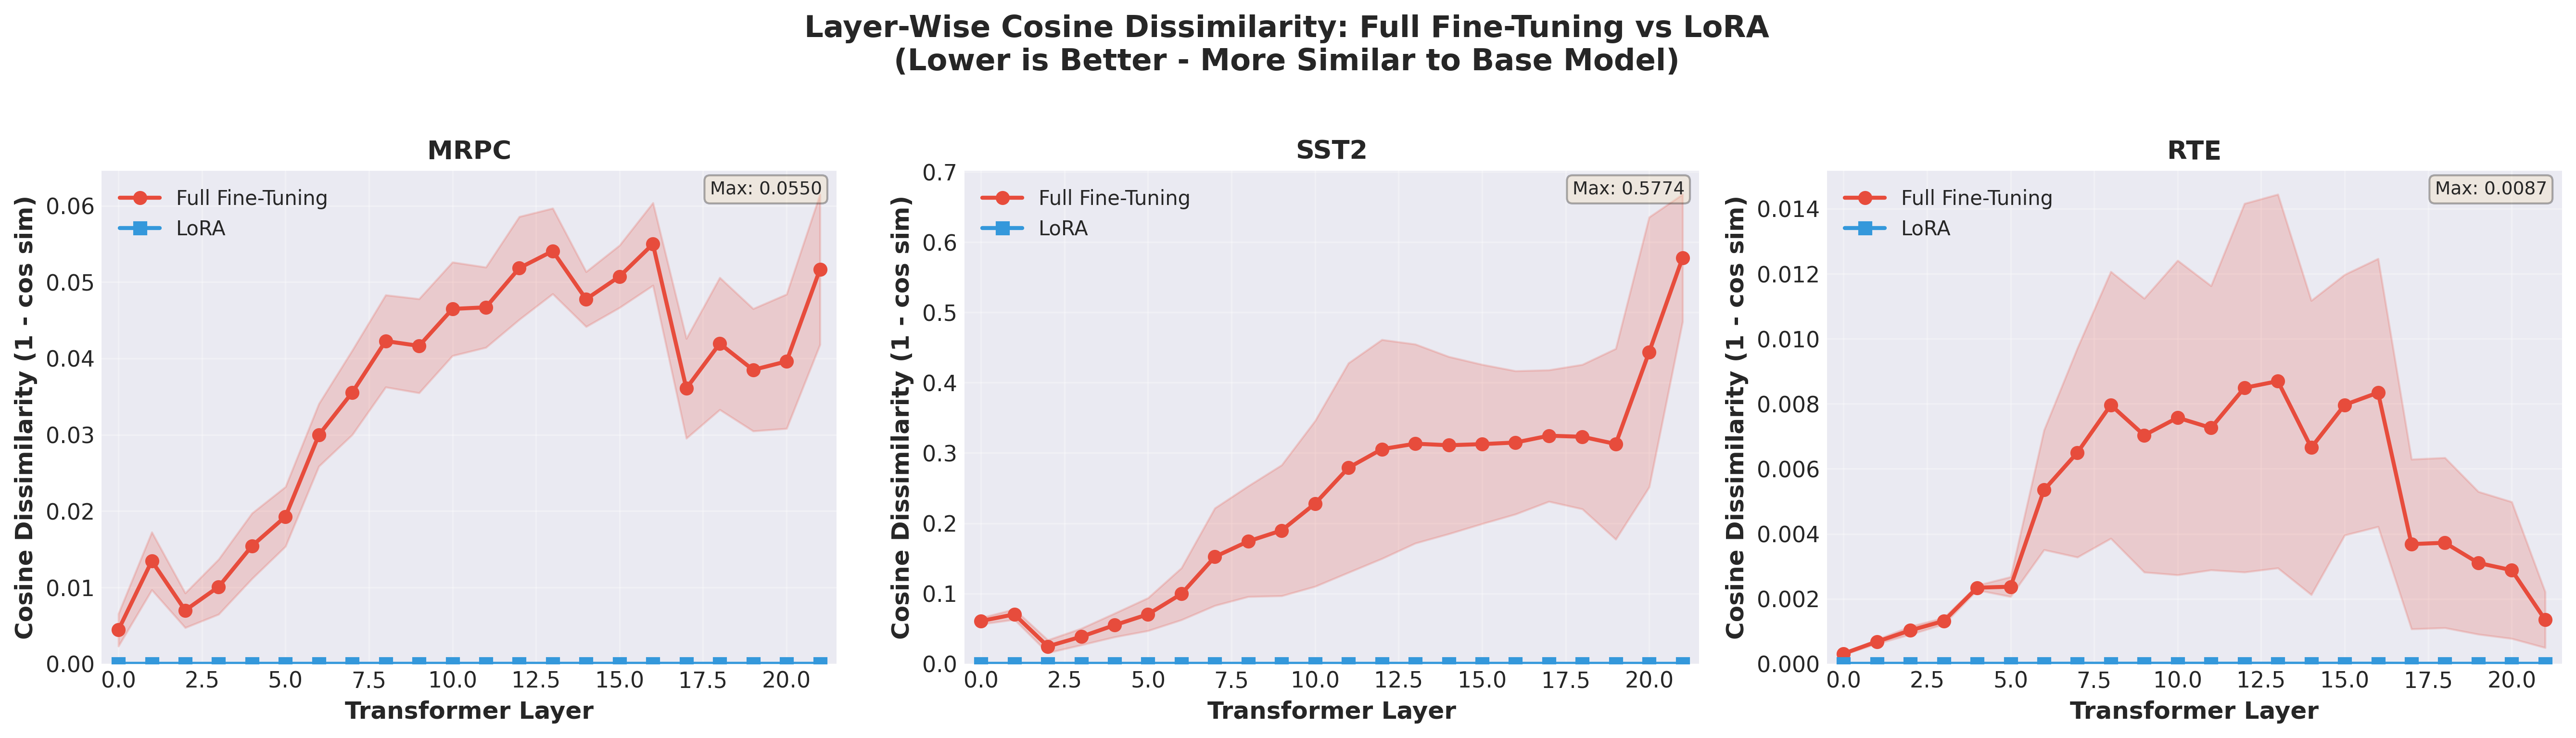 Layer-Wise Cosine Dissimilarity: Full Fine-Tuning vs LoRA
(Lower is Better - More Similar to Base Model)
MRPC
Cosine Dissimilarity (1 - cos sim)
0.06
0.05
0.04
0.03
0.02
0.01
0.00
Full Fine-Tuning
LoRA
Max: 0.0550
0.0 2.5 5.0 7.5 10.0 12.5 15.0 17.5 20.0
Transformer Layer
SST2
Cosine Dissimilarity (1 - cos sim)
0.7
0.6
0.5
0.4
0.3
0.2
0.1
0.0
Full Fine-Tuning
LoRA
Max: 0.5774
0.0 2.5 5.0 7.5 10.0 12.5 15.0 17.5 20.0
Transformer Layer
RTE
Cosine Dissimilarity (1 - cos sim)
0.014
0.012
0.010
0.008
0.006
0.004
0.002
0.000
Full Fine-Tuning
LoRA
Max: 0.0087
0.0 2.5 5.0 7.5 10.0 12.5 15.0 17.5 20.0
Transformer Layer